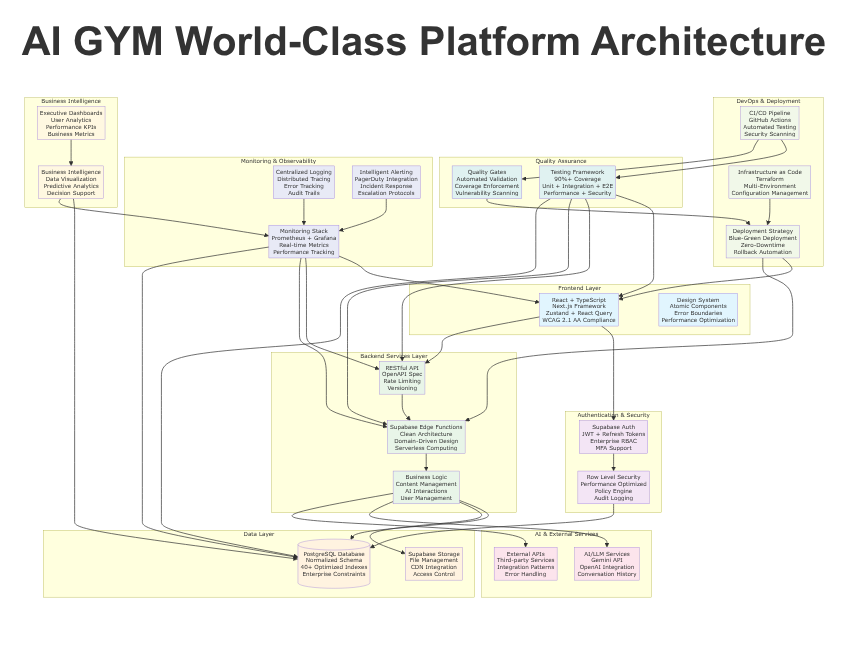 AI GYM World-Class Platform Architecture
Business Intelligence
Executive Dashboards
User Analytics
Performance KPIs
Business Metrics
Business Intelligence
Data Visualization
Predictive Analytics
Decision Support
Monitoring & Observability
Centralized Logging
Distributed Tracing
Error Tracking
Audit Trails
Intelligent Alerting
PagerDuty Integration
Incident Response
Escalation Protocols
Monitoring Stack
Prometheus + Grafana
Real-time Metrics
Performance Tracking
Quality Assurance
Quality Gates
Automated Validation
Coverage Enforcement
Vulnerability Scanning
Testing Framework
90%+ Coverage
Unit + Integration + E2E
Performance + Security
DevOps & Deployment
CI/CD Pipeline
GitHub Actions
Automated Testing
Security Scanning
Infrastructure as Code
Terraform
Multi-Environment
Configuration Management
Deployment Strategy
Blue-Green Deployment
Zero-Downtime
Rollback Automation
Frontend Layer
React + TypeScript
Next.js Framework
Zustand + React Query
WCAG 2.1 AA Compliance
Design System
Atomic Components
Error Boundaries
Performance Optimization
Backend Services Layer
RESTful API
OpenAPI Spec
Rate Limiting
Versioning
Supabase Edge Functions
Clean Architecture
Domain-Driven Design
Serverless Computing
Business Logic
Content Management
AI Interactions
User Management
Authentication & Security
Supabase Auth
JWT + Refresh Tokens
Enterprise RBAC
MFA Support
Row Level Security
Performance Optimized
Policy Engine
Audit Logging
Data Layer
PostgreSQL Database
Normalized Schema
40+ Optimized Indexes
Enterprise Constraints
Supabase Storage
File Management
CDN Integration
Access Control
AI & External Services
External APIs
Third-party Services
Integration Patterns
Error Handling
AI/LLM Services
Gemini API
OpenAI Integration
Conversation History